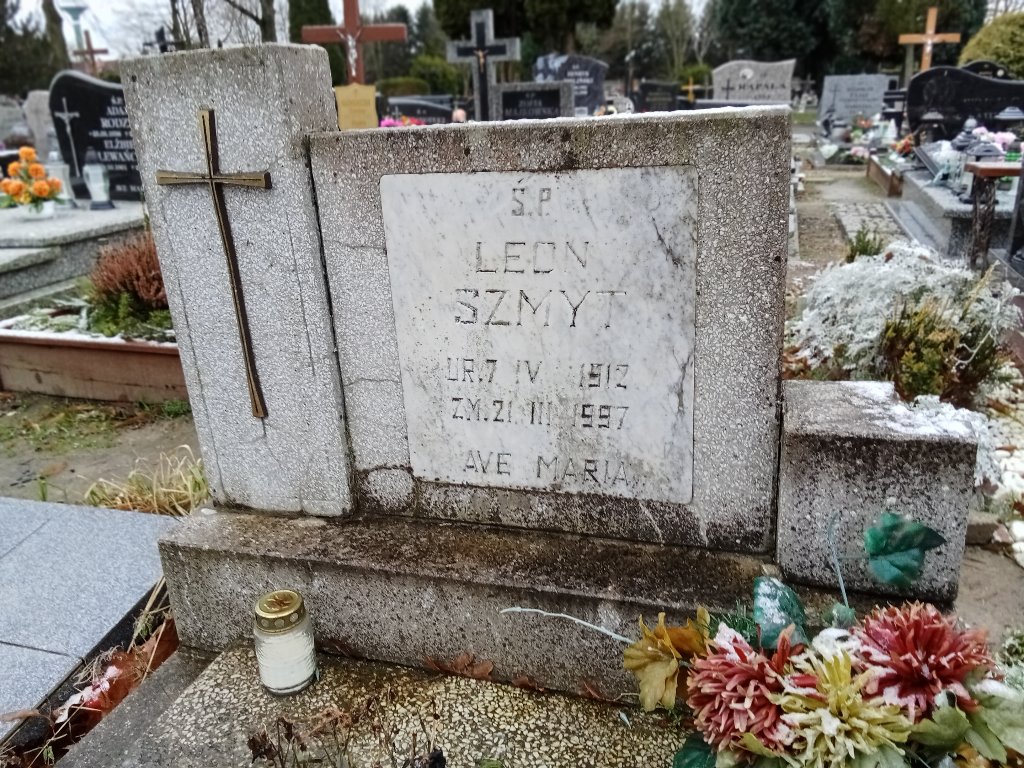 Ś.P.
LEON
SZMYT
UR.7 IV 1912
ZM.21 III 1997
AVE MARIA